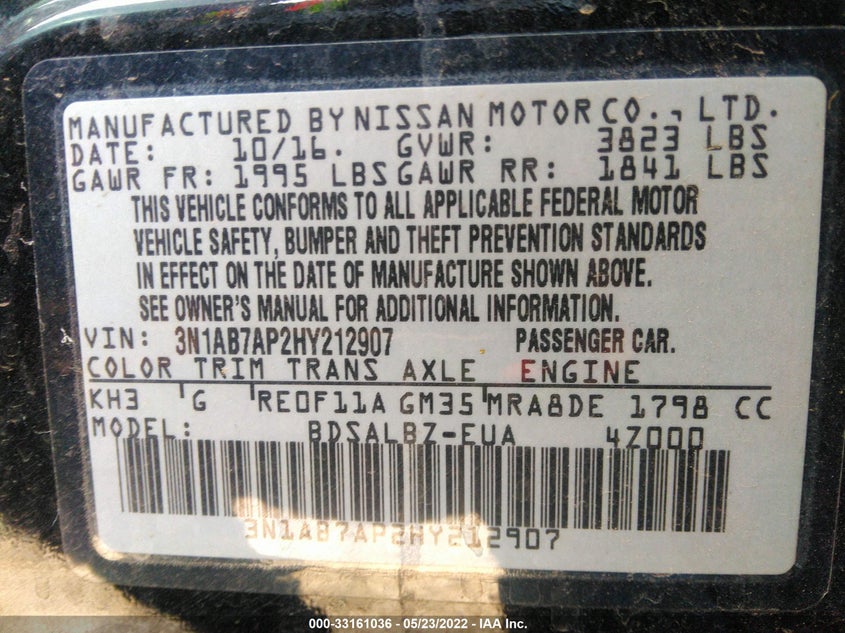 MANUFACTURED BY NISSAN MOTOR CO., LTD.
DATE: 10/16. GVWR: 3823 LBS
GAWR FR: 1995 LBS GAWR RR: 1841 LBS
THIS VEHICLE CONFORMS TO ALL APPLICABLE FEDERAL MOTOR
VEHICLE SAFETY, BUMPER AND THEFT PREVENTION STANDARDS
IN EFFECT ON THE DATE OF MANUFACTURE SHOWN ABOVE.
SEE OWNER'S MANUAL FOR ADDITIONAL INFORMATION.
VIN: 3N1AB7AP2HY212907 PASSENGER CAR.
COLOR TRIM TRANS AXLE ENGINE
KH3 G RE0F11A GM35 MRA8DE 1798 CC
MODEL: BDSALBZ-EUA 4Z000
3N1AB7AP2HY212907
000-33161036 - 05/23/2022 - IAA Inc.